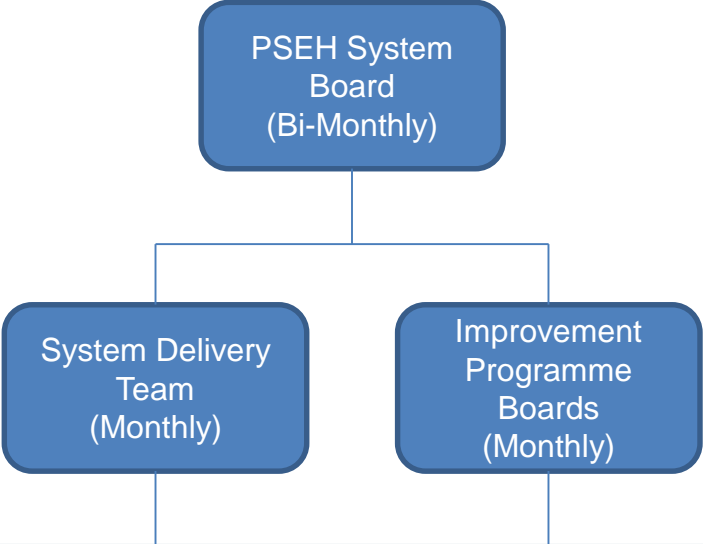 PSEH System
Board
(Bi-Monthly)
System Delivery
Team
(Monthly)
Improvement
Programme
Boards
(Monthly)